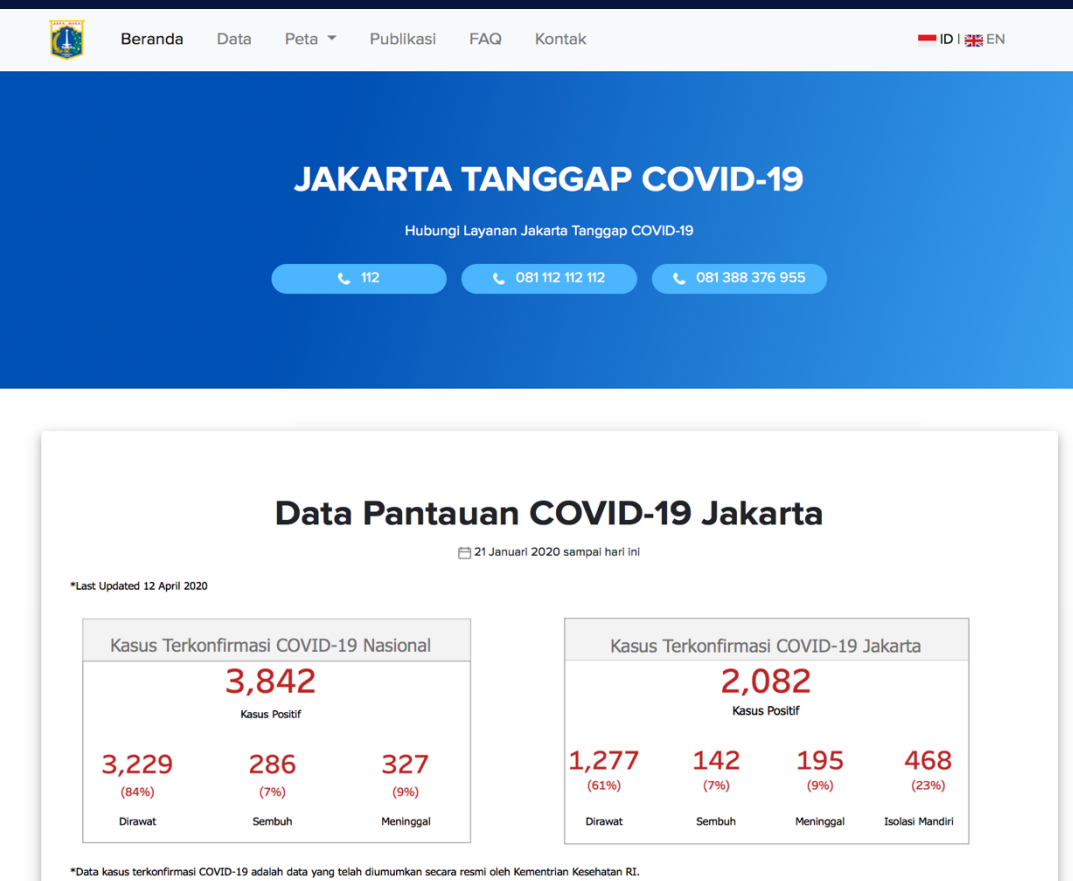 JAYA RAYA
Beranda Data Peta Publikasi FAQ Kontak ID | EN
JAKARTA TANGGAP COVID-19
Hubungi Layanan Jakarta Tanggap COVID-19
112 081 112 112 112 081 388 376 955
Data Pantauan COVID-19 Jakarta
21 Januari 2020 sampai hari ini
*Last Updated 12 April 2020
Kasus Terkonfirmasi COVID-19 Nasional
3,842
Kasus Positif
3,229 286 327
(84%) (7%) (9%)
Dirawat Sembuh Meninggal
Kasus Terkonfirmasi COVID-19 Jakarta
2,082
Kasus Positif
1,277 142 195 468
(61%) (7%) (9%) (23%)
Dirawat Sembuh Meninggal Isolasi Mandiri
*Data kasus terkonfirmasi COVID-19 adalah data yang telah diumumkan secara resmi oleh Kementrian Kesehatan RI.